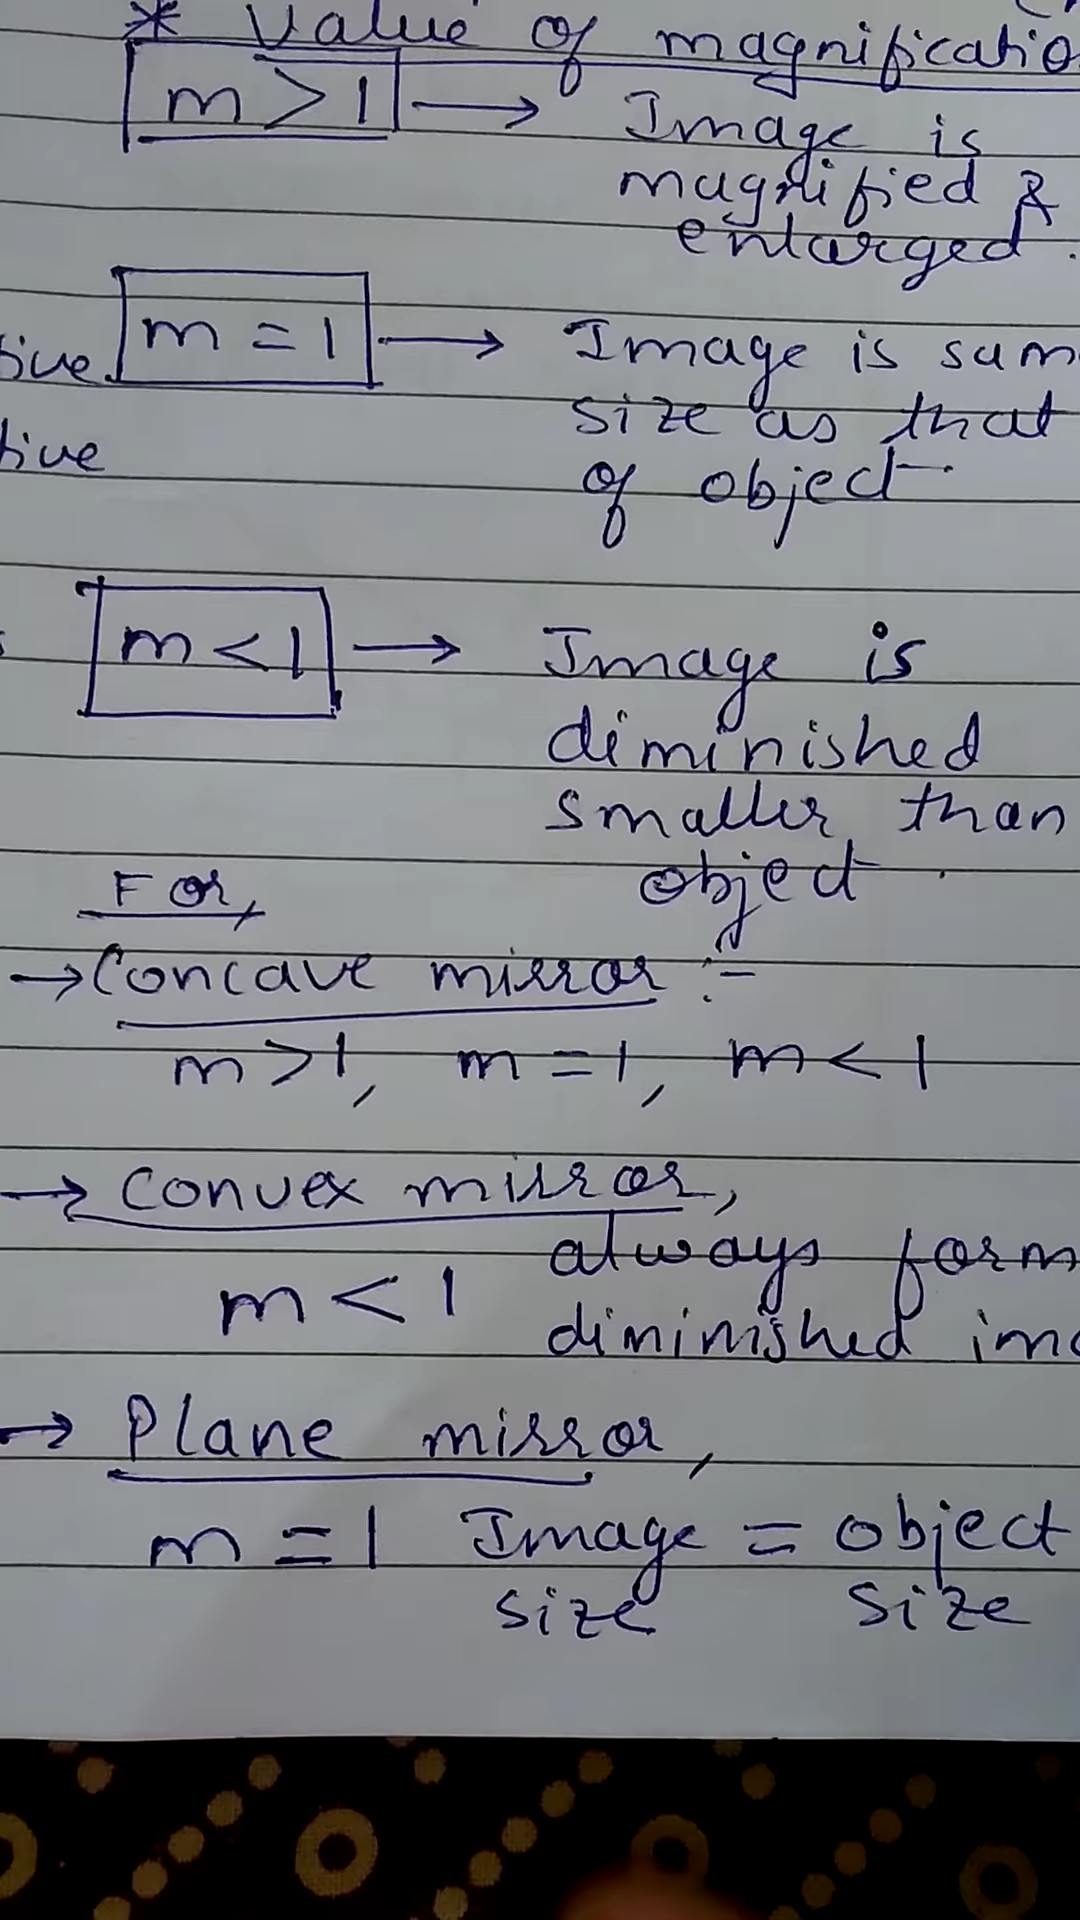 * Value of magnificatio
m > 1 → Image is
magnified &
enlarged.
m = 1 → Image is sam
size as that
of object.
tive
m < 1 → Image is
diminished
smaller than
object.
For,
→ Concave mirror :-
m > 1, m = 1, m < 1
→ Convex mirror,
always form
m < 1
diminished ima
→ Plane mirror,
m = 1 Image = object
size size